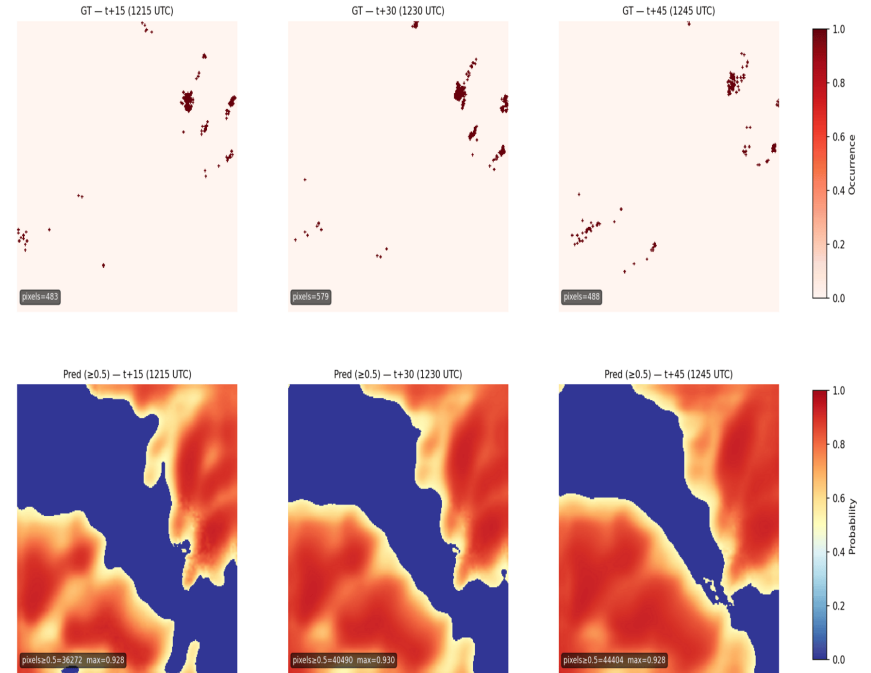 GT — t+15 (1215 UTC)
GT — t+30 (1230 UTC)
GT — t+45 (1245 UTC)
1.0
0.8
0.6
0.4
0.2
0.0
Occurrence
pixels=483
pixels=579
pixels=488
Pred (≥0.5) — t+15 (1215 UTC)
Pred (≥0.5) — t+30 (1230 UTC)
Pred (≥0.5) — t+45 (1245 UTC)
1.0
0.8
0.6
0.4
0.2
0.0
Probability
pixels≥0.5=36272 max=0.928
pixels≥0.5=40490 max=0.930
pixels≥0.5=44404 max=0.928